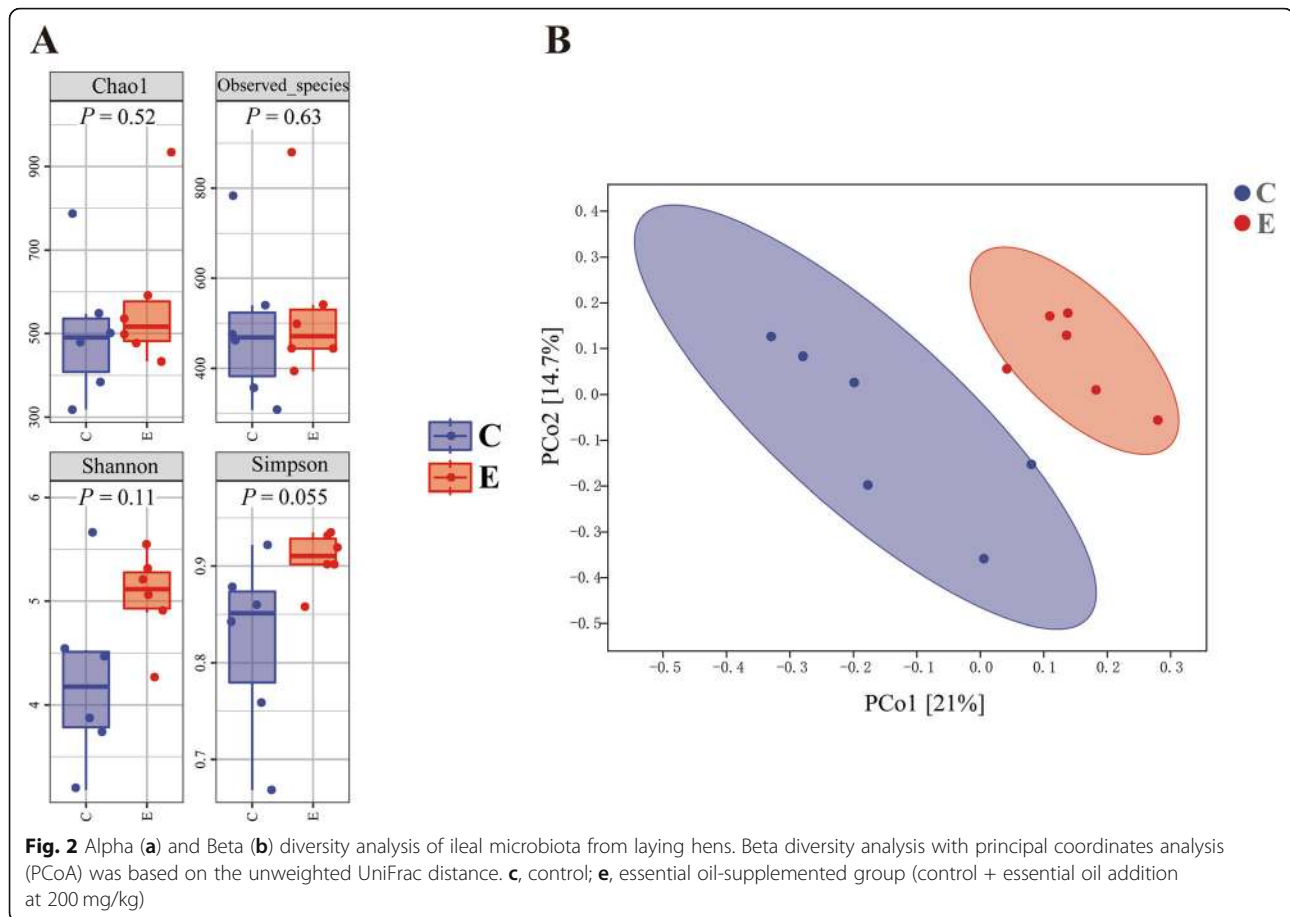 A
Chao1
P = 0.52
900
700
500
300
C
E
Observed_species
P = 0.63
800
600
400
C
E
Shannon
P = 0.11
6
5
4
C
E
Simpson
P = 0.055
0.9
0.8
0.7
C
E
C
E
B
C
E
PCo2 [14.7%]
0.4
0.3
0.2
0.1
0.0
-0.1
-0.2
-0.3
-0.4
-0.5
-0.5 -0.4 -0.3 -0.2 -0.1 0.0 0.1 0.2 0.3
PCo1 [21%]
Fig. 2 Alpha (a) and Beta (b) diversity analysis of ileal microbiota from laying hens. Beta diversity analysis with principal coordinates analysis
(PCoA) was based on the unweighted UniFrac distance. c, control; e, essential oil-supplemented group (control + essential oil addition
at 200 mg/kg)